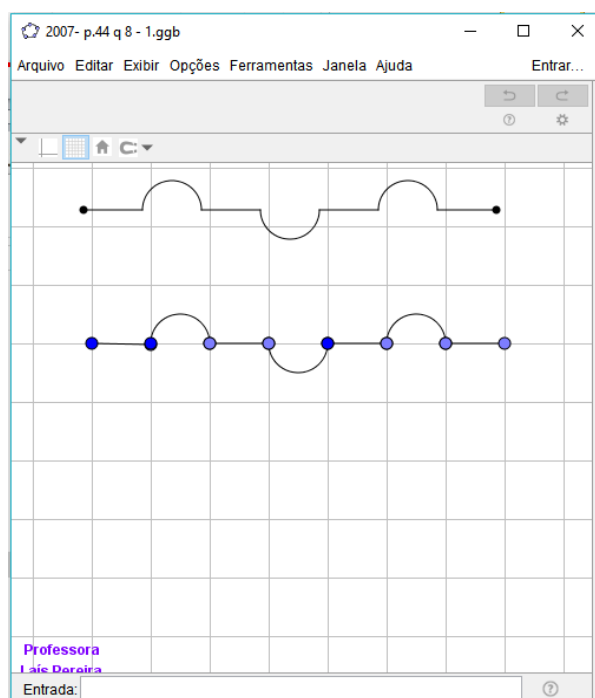 2007- p.44 q 8 - 1.ggb
Arquivo Editar Exibir Opções Ferramentas Janela Ajuda Entrar...
Professora
Laís Pereira
Entrada: